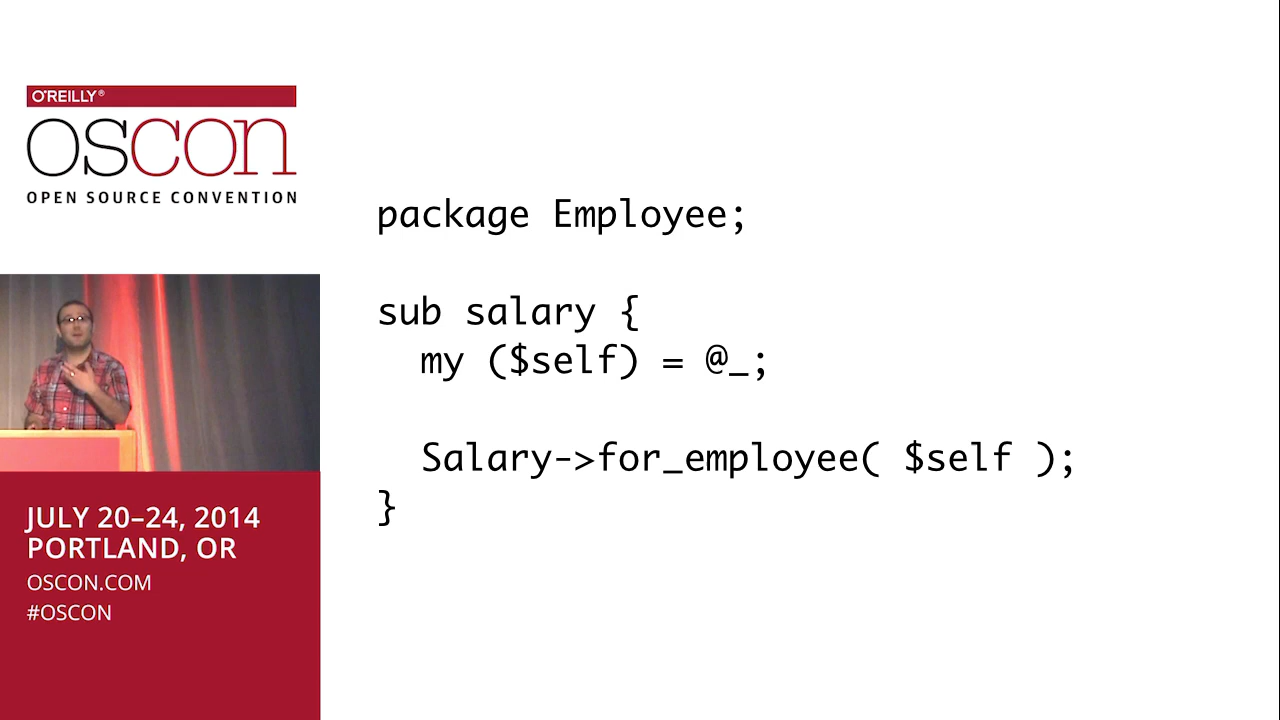 O'REILLY®
OSCON
OPEN SOURCE CONVENTION
JULY 20–24, 2014
PORTLAND, OR
OSCON.COM
#OSCON
package Employee;
sub salary {
my ($self) = @_;
Salary->for_employee( $self );
}